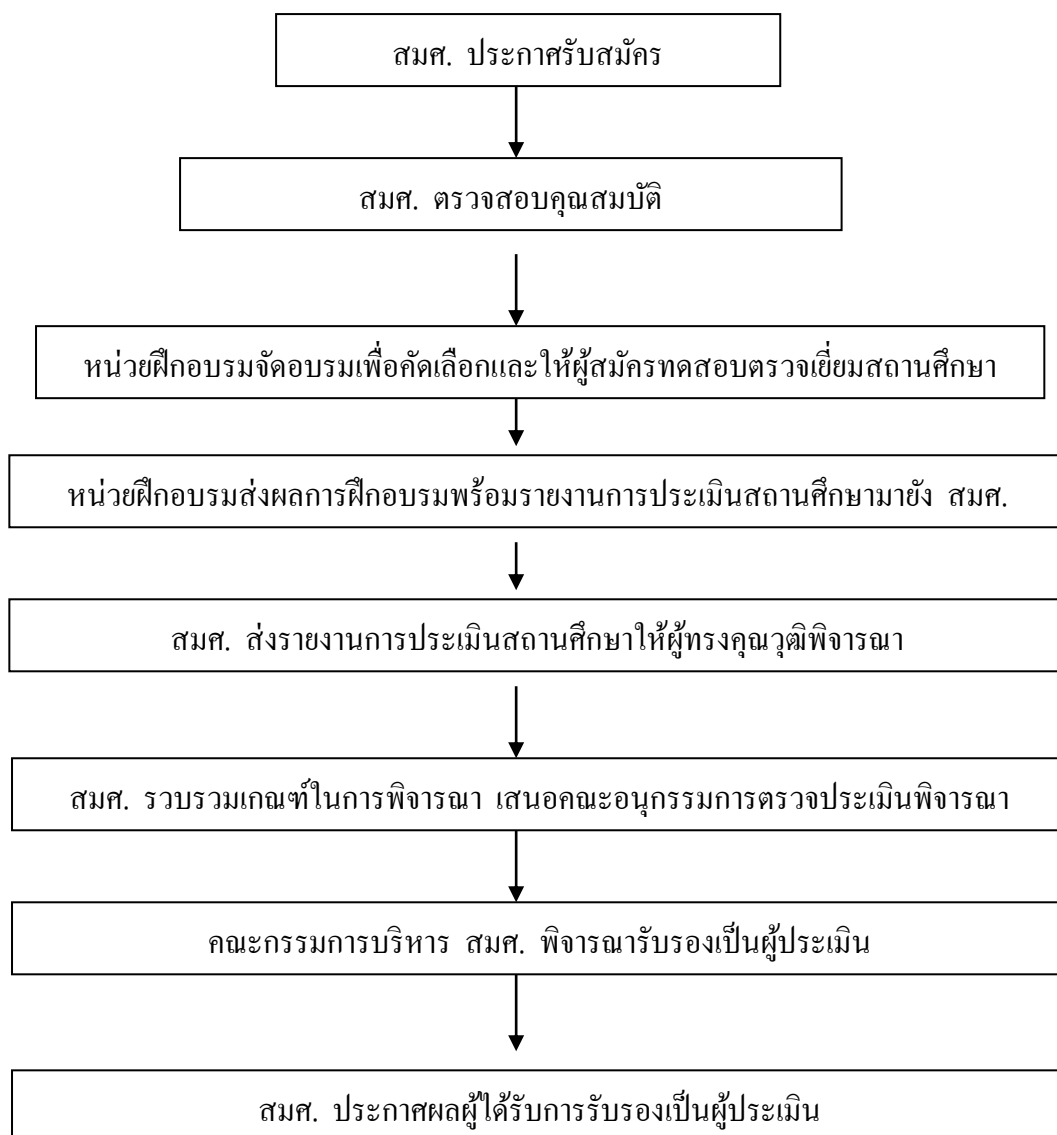 สมศ. ประกาศรับสมัคร
สมศ. ตรวจสอบคุณสมบัติ
หน่วยฝึกอบรมจัดอบรมเพื่อคัดเลือกและให้ผู้สมัครทดสอบตรวจเยี่ยมสถานศึกษา
หน่วยฝึกอบรมส่งผลการฝึกอบรมพร้อมรายงานการประเมินสถานศึกษามายัง สมศ.
สมศ. ส่งรายงานการประเมินสถานศึกษาให้ผู้ทรงคุณวุฒิพิจารณา
สมศ. รวบรวมเกณฑ์ในการพิจารณา เสนอคณะอนุกรรมการตรวจประเมินพิจารณา
คณะกรรมการบริหาร สมศ. พิจารณารับรองเป็นผู้ประเมิน
สมศ. ประกาศผลผู้ได้รับการรับรองเป็นผู้ประเมิน